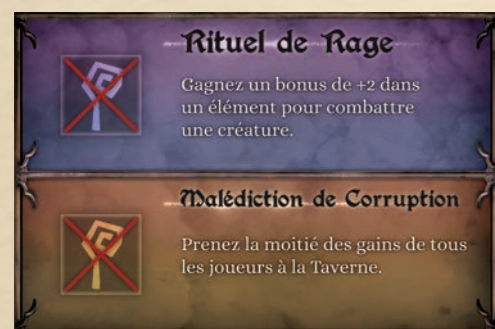 Rituel de Rage
Gagnez un bonus de +2 dans
un élément pour combattre
une créature.
Malédiction de Corruption
Prenez la moitié des gains de tous
les joueurs à la Taverne.